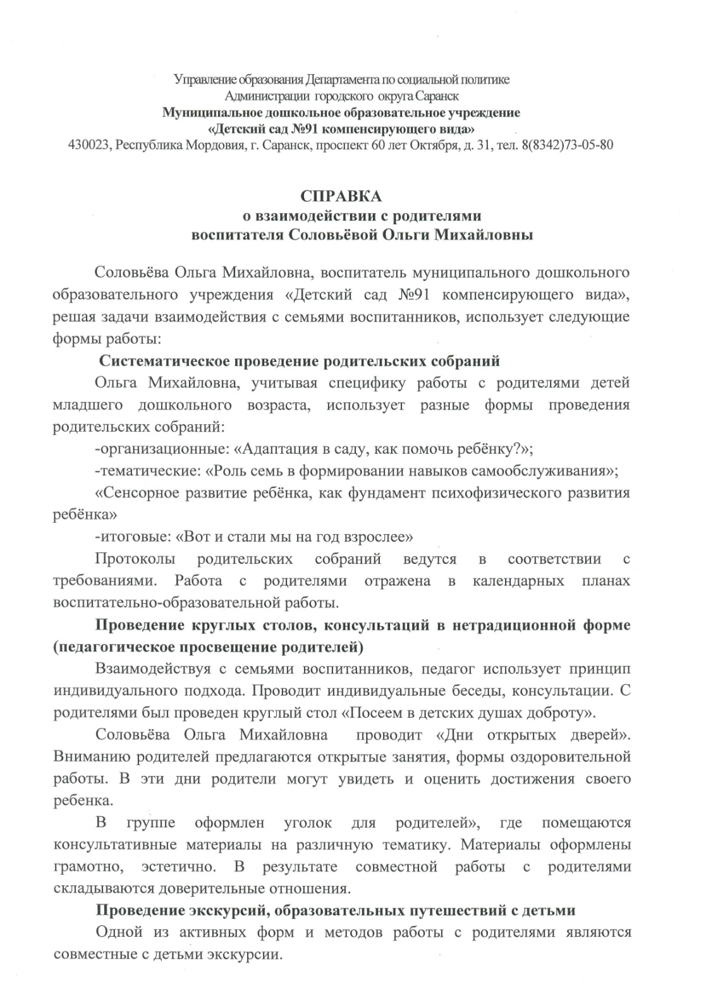 Управление образования Департамента по социальной политике
Администрации городского округа Саранск
Муниципальное дошкольное образовательное учреждение
«Детский сад №91 компенсирующего вида»
430023, Республика Мордовия, г. Саранск, проспект 60 лет Октября, д. 31, тел. 8(8342)73-05-80
СПРАВКА
о взаимодействии с родителями
воспитателя Соловьёвой Ольги Михайловны
Соловьёва Ольга Михайловна, воспитатель муниципального дошкольного
образовательного учреждения «Детский сад №91 компенсирующего вида»,
решая задачи взаимодействия с семьями воспитанников, использует следующие
формы работы:
Систематическое проведение родительских собраний
Ольга Михайловна, учитывая специфику работы с родителями детей
младшего дошкольного возраста, использует разные формы проведения
родительских собраний:
-организационные: «Адаптация в саду, как помочь ребёнку?»;
-тематические: «Роль семь в формировании навыков самообслуживания»;
«Сенсорное развитие ребёнка, как фундамент психофизического развития
ребёнка»
-итоговые: «Вот и стали мы на год взрослее»
Протоколы родительских собраний ведутся в соответствии с
требованиями. Работа с родителями отражена в календарных планах
воспитательно-образовательной работы.
Проведение круглых столов, консультаций в нетрадиционной форме
(педагогическое просвещение родителей)
Взаимодействуя с семьями воспитанников, педагог использует принцип
индивидуального подхода. Проводит индивидуальные беседы, консультации. С
родителями был проведен круглый стол «Посеем в детских душах доброту».
Соловьёва Ольга Михайловна проводит «Дни открытых дверей».
Вниманию родителей предлагаются открытые занятия, формы оздоровительной
работы. В эти дни родители могут увидеть и оценить достижения своего
ребенка.
В группе оформлен уголок для родителей», где помещаются
консультативные материалы на различную тематику. Материалы оформлены
грамотно, эстетично. В результате совместной работы с родителями
складываются доверительные отношения.
Проведение экскурсий, образовательных путешествий с детьми
Одной из активных форм и методов работы с родителями являются
совместные с детьми экскурсии.